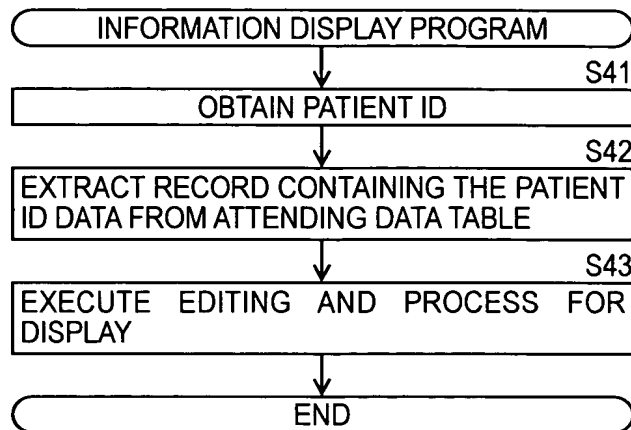 INFORMATION DISPLAY PROGRAM
S41
OBTAIN PATIENT ID
S42
EXTRACT RECORD CONTAINING THE PATIENT
ID DATA FROM ATTENDING DATA TABLE
S43
EXECUTE EDITING AND PROCESS FOR
DISPLAY
END